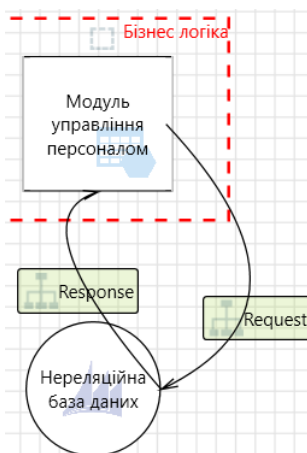 Бізнес логіка
Модуль
управління
персоналом
Response
Request
Нереляційна
база даних